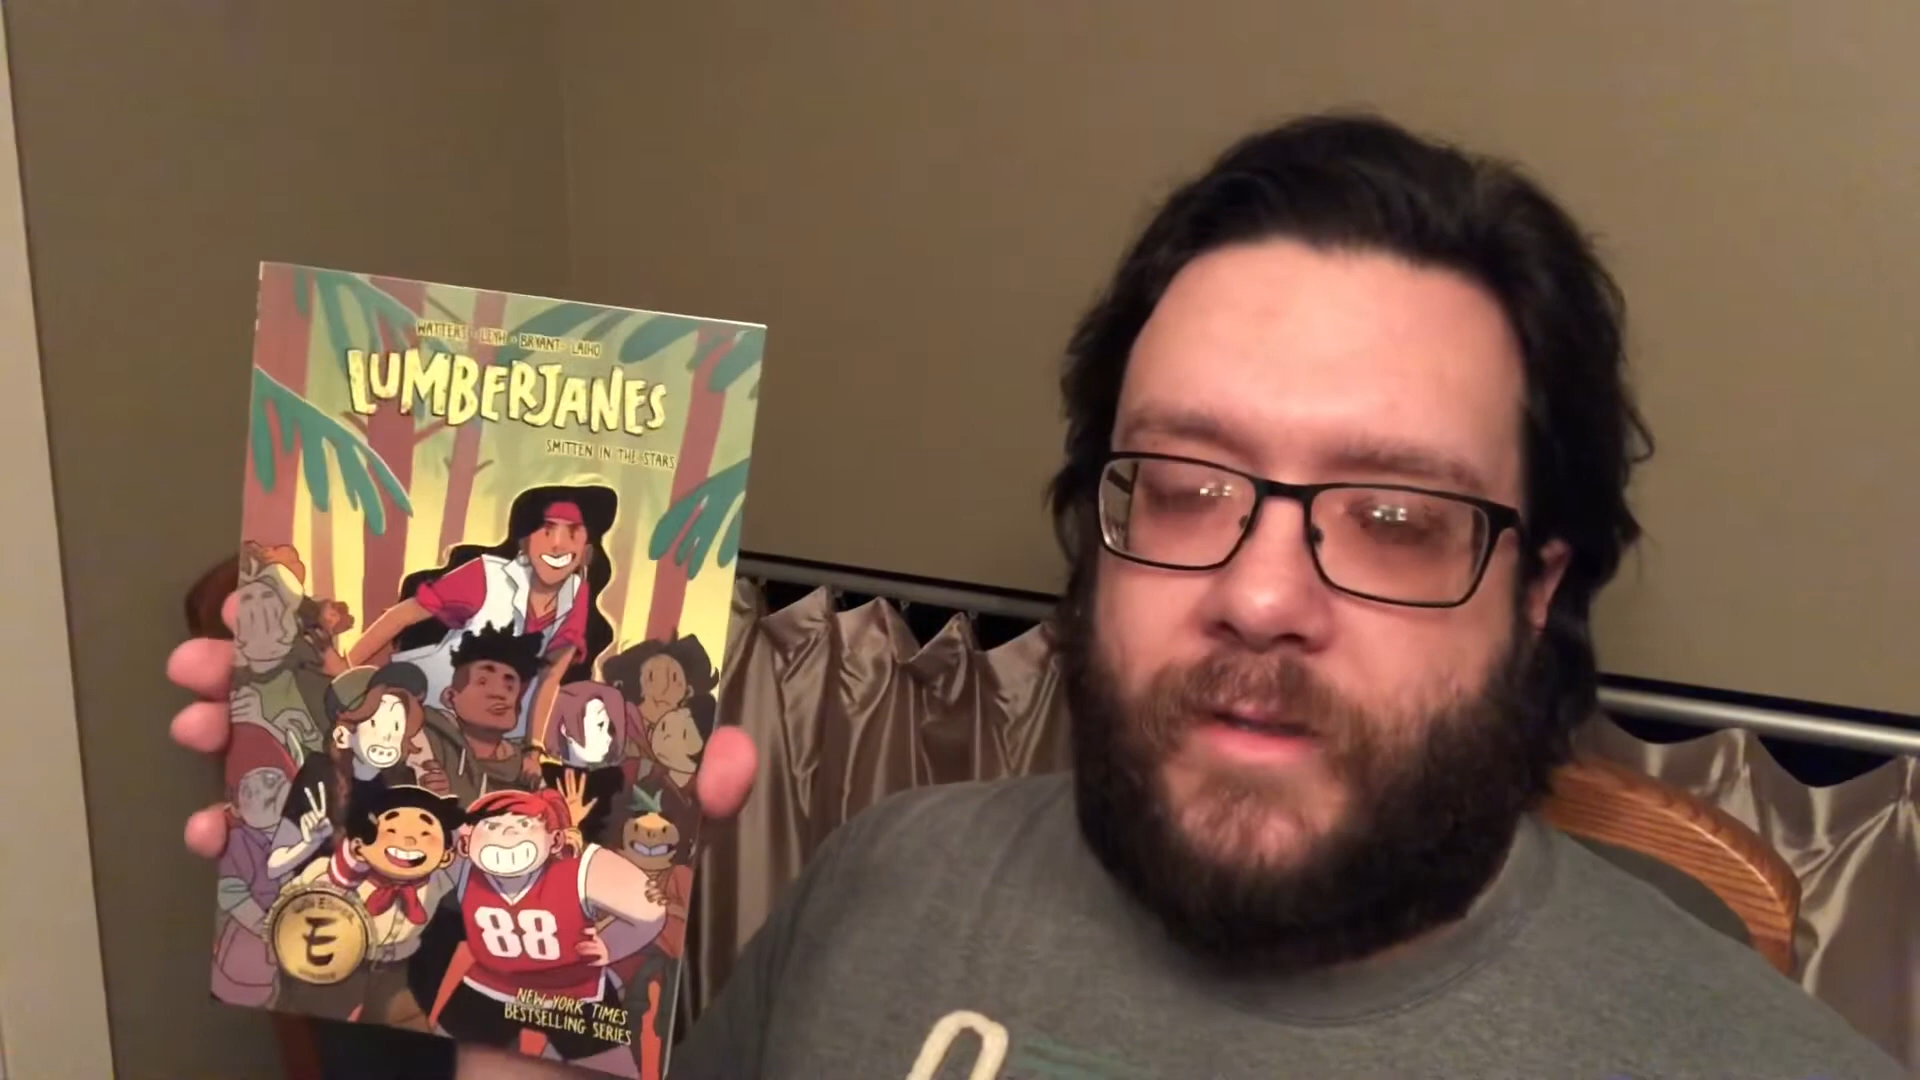 WATTERS · LEYH · BRYANT · LAIHO
LUMBERJANES
SMITTEN IN THE STARS
88
E
NEW YORK TIMES
BESTSELLING SERIES